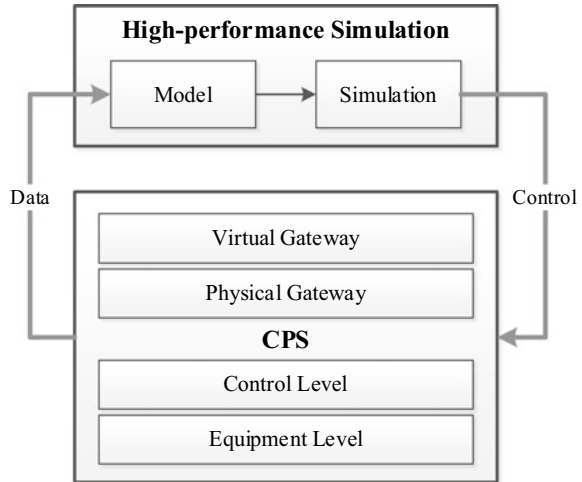 High-performance Simulation
Model
Simulation
Data
Control
Virtual Gateway
Physical Gateway
CPS
Control Level
Equipment Level